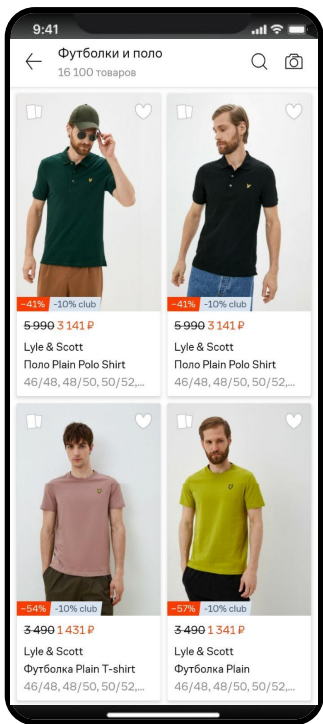 9:41
Футболки и поло
16 100 товаров
−41% -10% club
5 990 3 141 ₽
Lyle & Scott
Поло Plain Polo Shirt
46/48, 48/50, 50/52,...
−41% -10% club
5 990 3 141 ₽
Lyle & Scott
Поло Plain Polo Shirt
46/48, 48/50, 50/52,...
−54% -10% club
3 490 1 431 ₽
Lyle & Scott
Футболка Plain T-shirt
46/48, 48/50, 50/52,...
−57% -10% club
3 490 1 341 ₽
Lyle & Scott
Футболка Plain
46/48, 48/50, 50/52,...